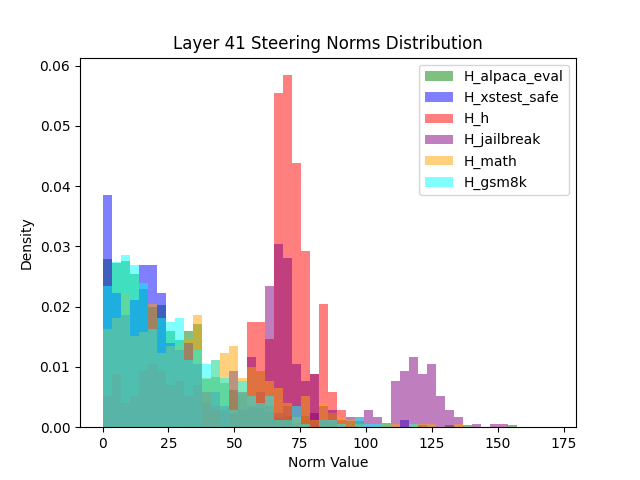 Layer 41 Steering Norms Distribution
H_alpaca_eval
H_xstest_safe
H_h
H_jailbreak
H_math
H_gsm8k
Density
0.06
0.05
0.04
0.03
0.02
0.01
0.00
0 25 50 75 100 125 150 175
Norm Value